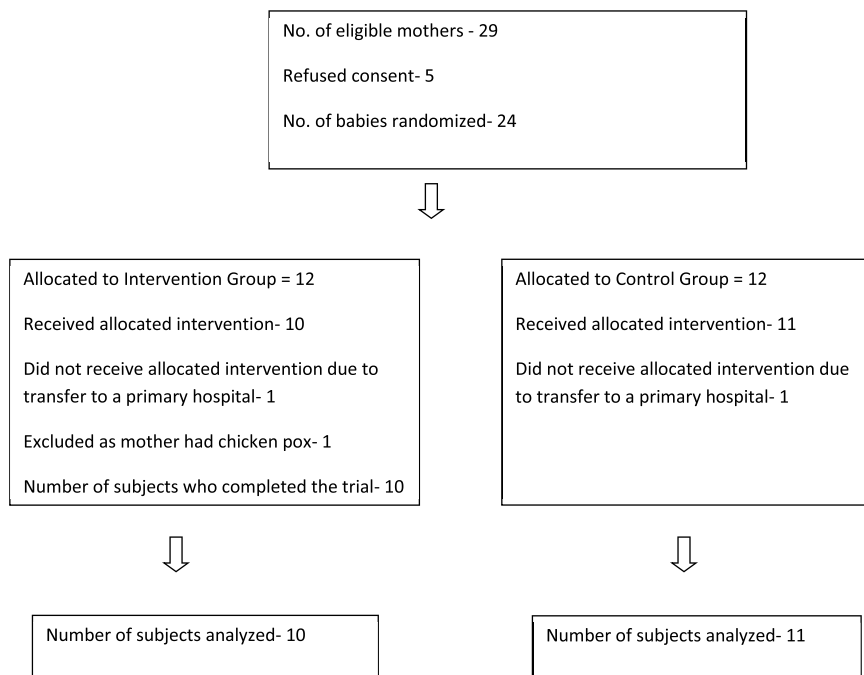 No. of eligible mothers - 29
Refused consent- 5
No. of babies randomized- 24
Allocated to Intervention Group = 12
Received allocated intervention- 10
Did not receive allocated intervention due to
transfer to a primary hospital- 1
Excluded as mother had chicken pox- 1
Number of subjects who completed the trial- 10
Allocated to Control Group = 12
Received allocated intervention- 11
Did not receive allocated intervention due
to transfer to a primary hospital- 1
Number of subjects analyzed- 10
Number of subjects analyzed- 11